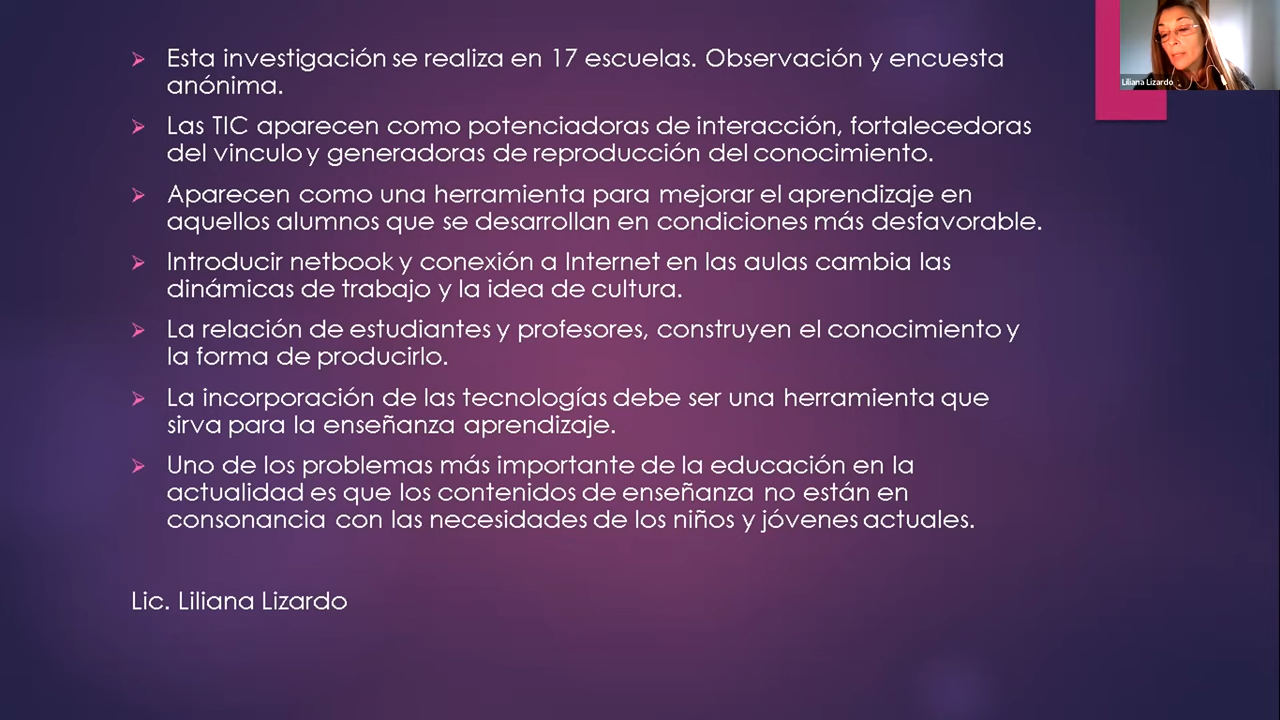 Esta investigación se realiza en 17 escuelas. Observación y encuesta
anónima.
Las TIC aparecen como potenciadoras de interacción, fortalecedoras
del vinculo y generadoras de reproducción del conocimiento.
Aparecen como una herramienta para mejorar el aprendizaje en
aquellos alumnos que se desarrollan en condiciones más desfavorable.
Introducir netbook y conexión a Internet en las aulas cambia las
dinámicas de trabajo y la idea de cultura.
La relación de estudiantes y profesores, construyen el conocimiento y
la forma de producirlo.
La incorporación de las tecnologías debe ser una herramienta que
sirva para la enseñanza aprendizaje.
Uno de los problemas más importante de la educación en la
actualidad es que los contenidos de enseñanza no están en
consonancia con las necesidades de los niños y jóvenes actuales.
Lic. Liliana Lizardo
Liliana Lizardo